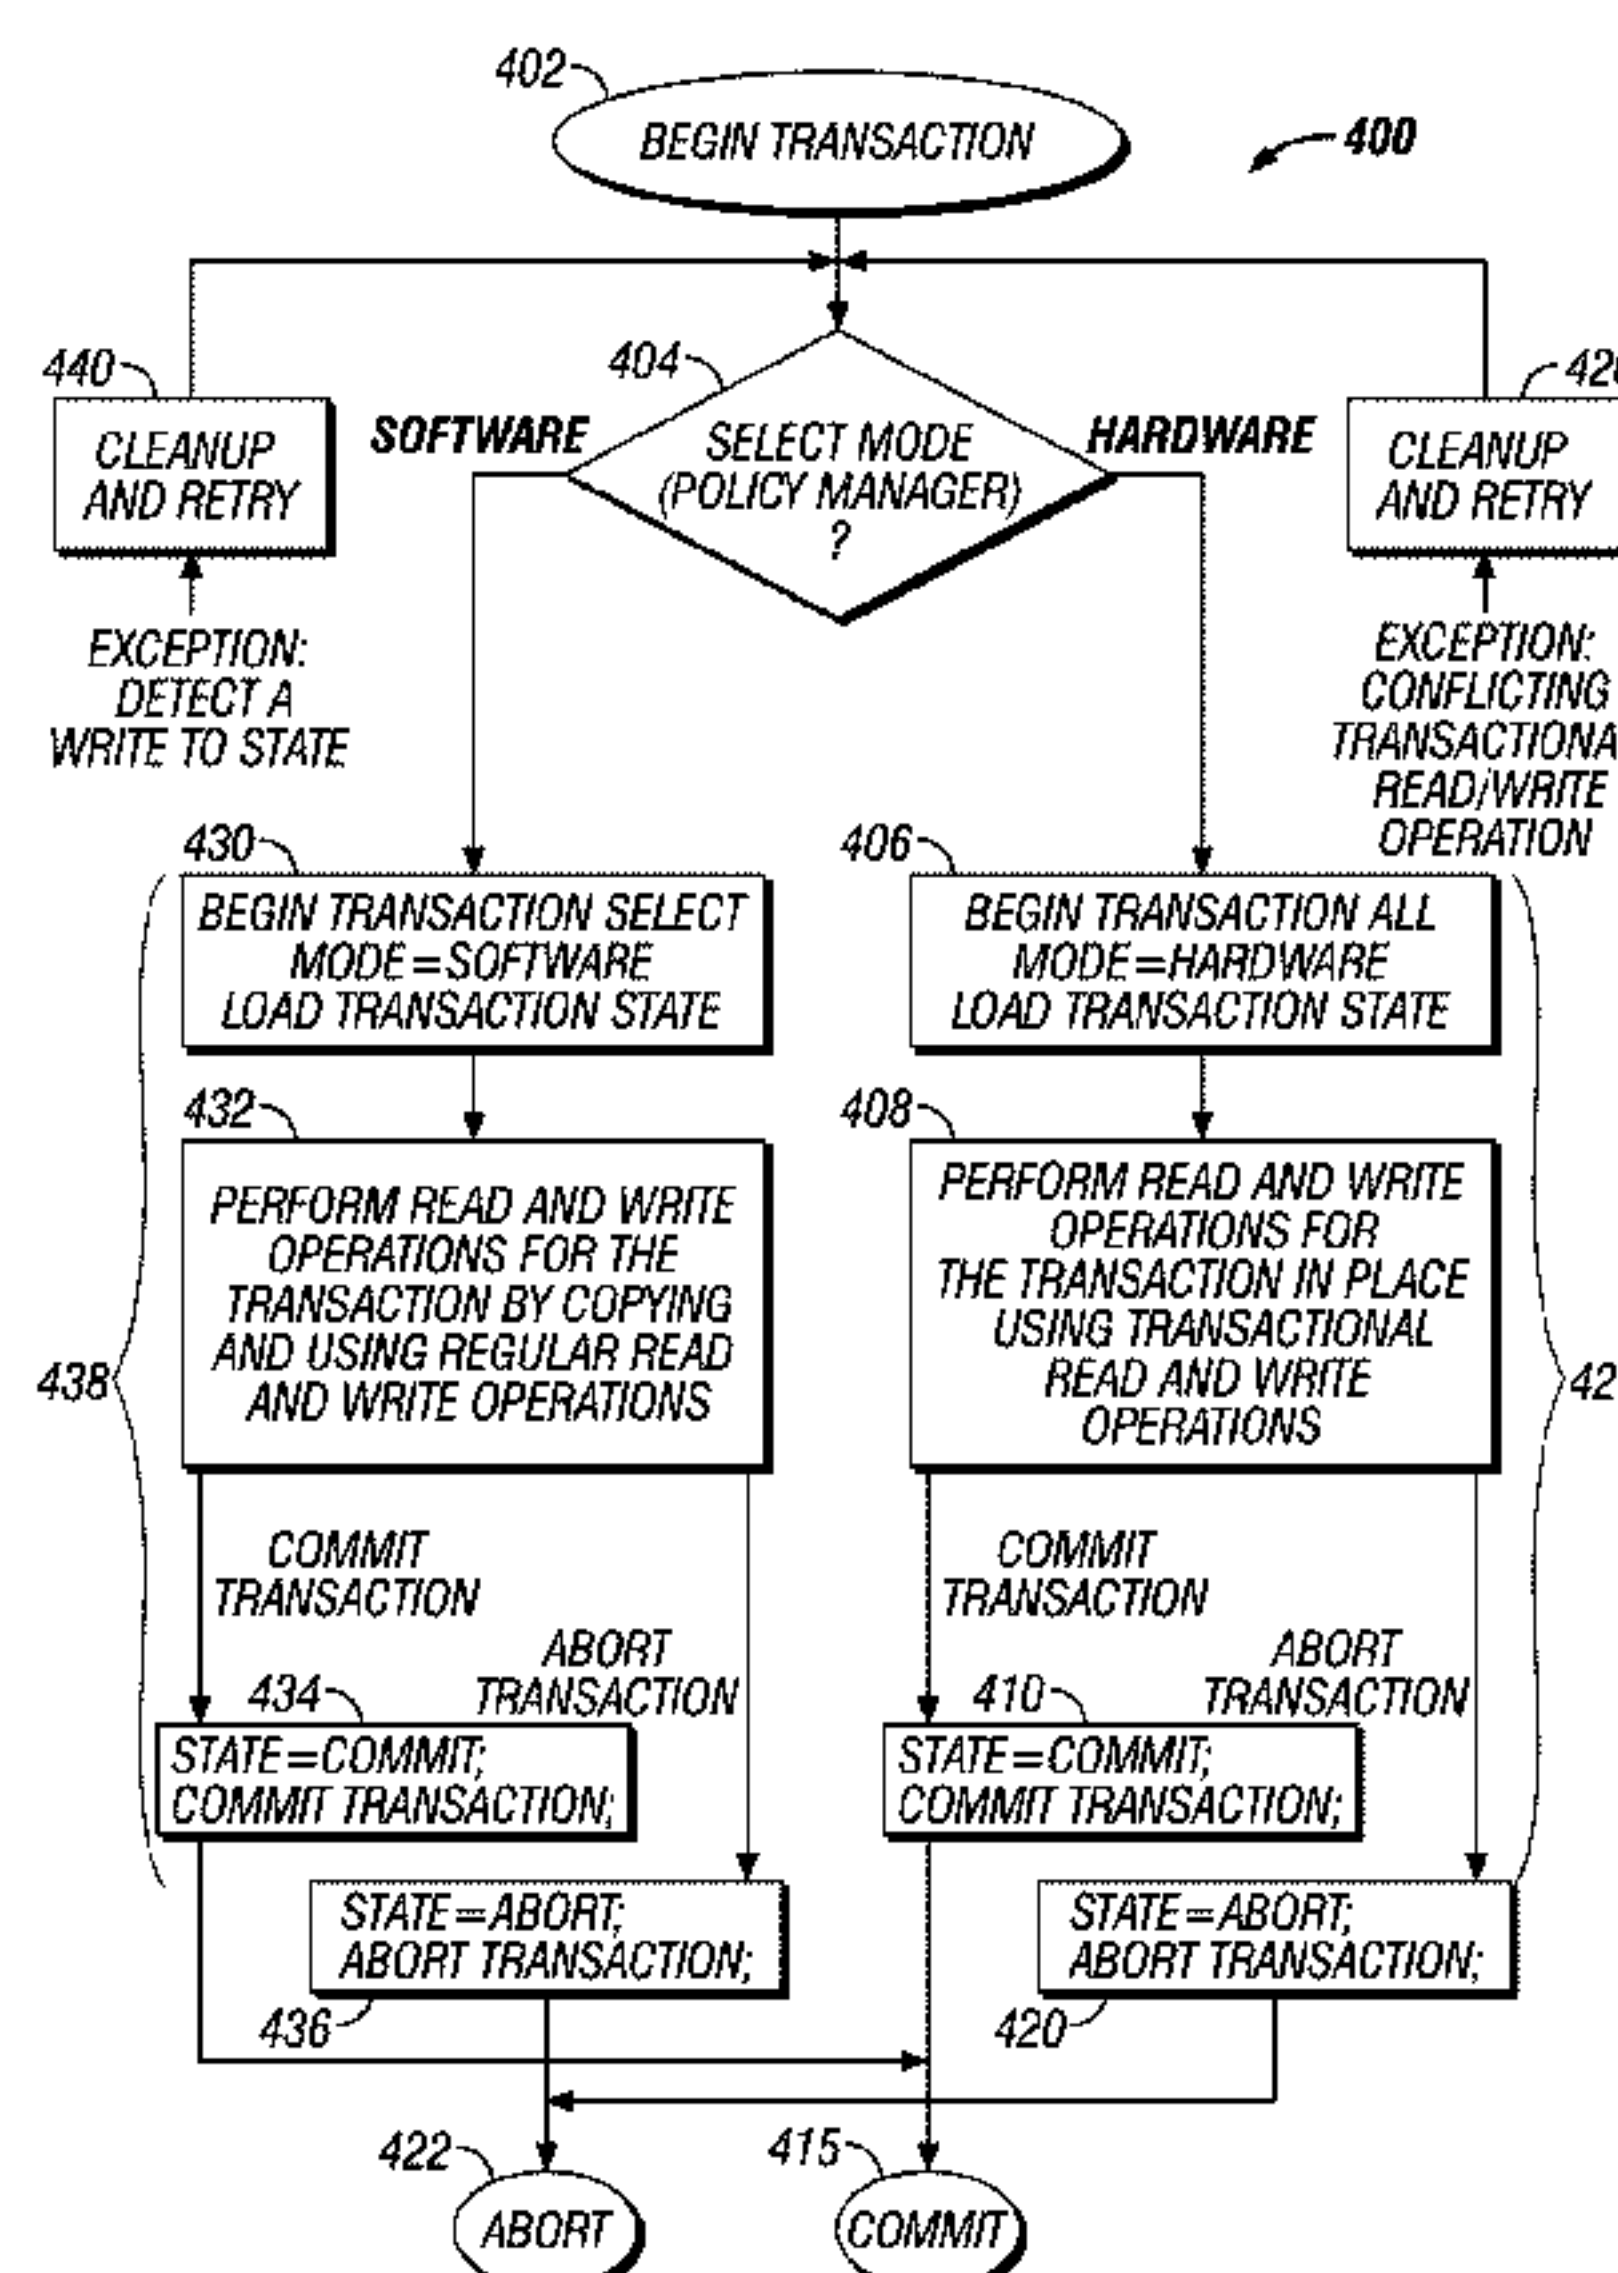 402
BEGIN TRANSACTION
400
440
CLEANUP
AND RETRY
EXCEPTION:
DETECT A
WRITE TO STATE
404
SOFTWARE
SELECT MODE
(POLICY MANAGER)
?
HARDWARE
CLEANUP
AND RETRY
EXCEPTION:
CONFLICTING
TRANSACTIONA
READ/WRITE
OPERATION
430
BEGIN TRANSACTION SELECT
MODE=SOFTWARE
LOAD TRANSACTION STATE
406
BEGIN TRANSACTION ALL
MODE=HARDWARE
LOAD TRANSACTION STATE
432
PERFORM READ AND WRITE
OPERATIONS FOR THE
TRANSACTION BY COPYING
AND USING REGULAR READ
AND WRITE OPERATIONS
408
PERFORM READ AND WRITE
OPERATIONS FOR
THE TRANSACTION IN PLACE
USING TRANSACTIONAL
READ AND WRITE
OPERATIONS
438
42
COMMIT
TRANSACTION
ABORT
TRANSACTION
COMMIT
TRANSACTION
ABORT
TRANSACTION
434
STATE=COMMIT;
COMMIT TRANSACTION;
410
STATE=COMMIT;
COMMIT TRANSACTION;
STATE=ABORT;
ABORT TRANSACTION;
436
STATE=ABORT;
ABORT TRANSACTION;
420
422
ABORT
415
COMMIT